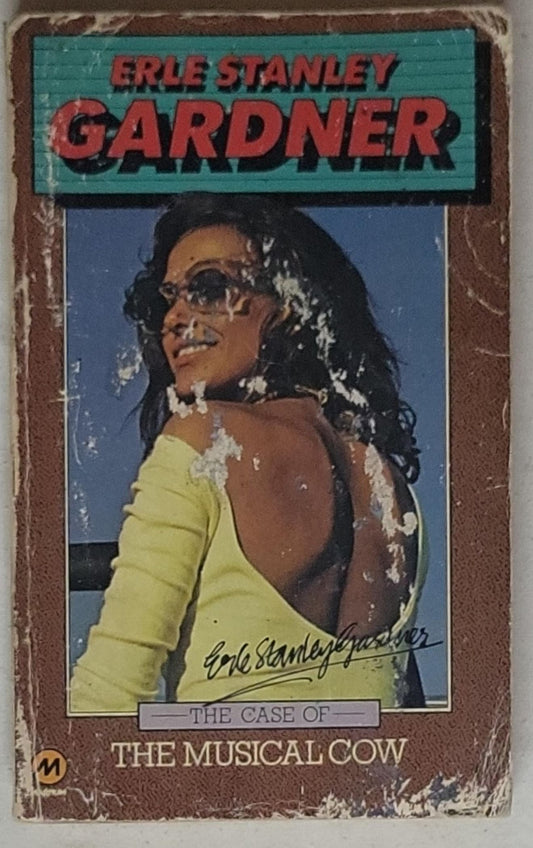 ERLE STANLEY
GARDNER
Erle Stanley Gardner
THE CASE OF
THE MUSICAL COW
M